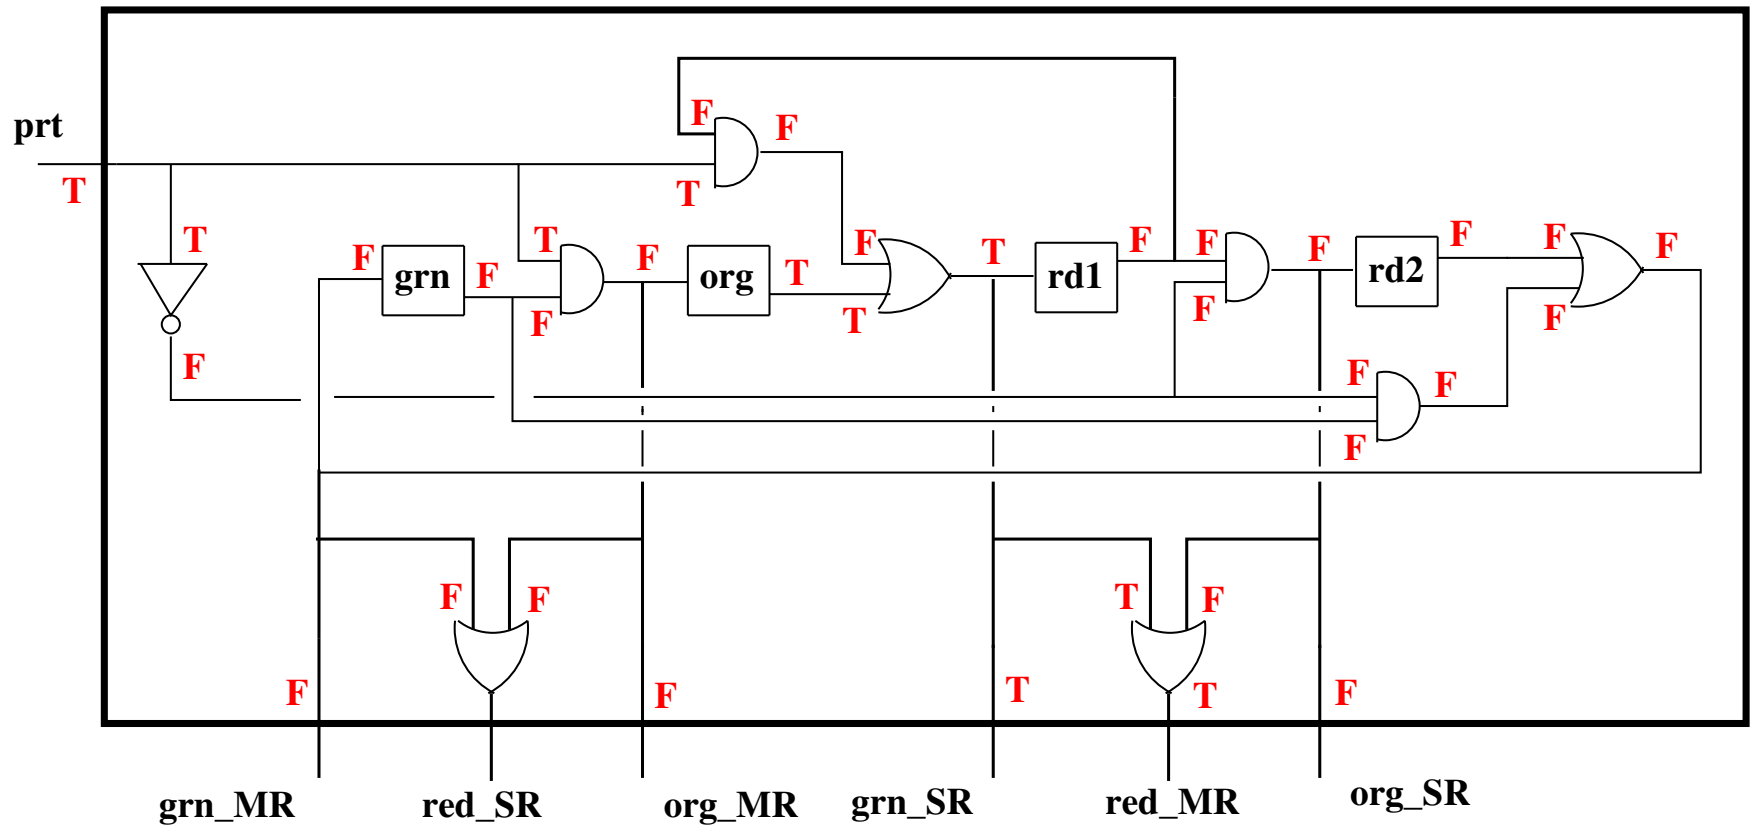 F F
prt
T T
T T F T F F F F F F
F grn F org T rd1 rd2
F T F F
F F F
F
F F T F
F F T T F
grn_MR red_SR org_MR grn_SR red_MR org_SR